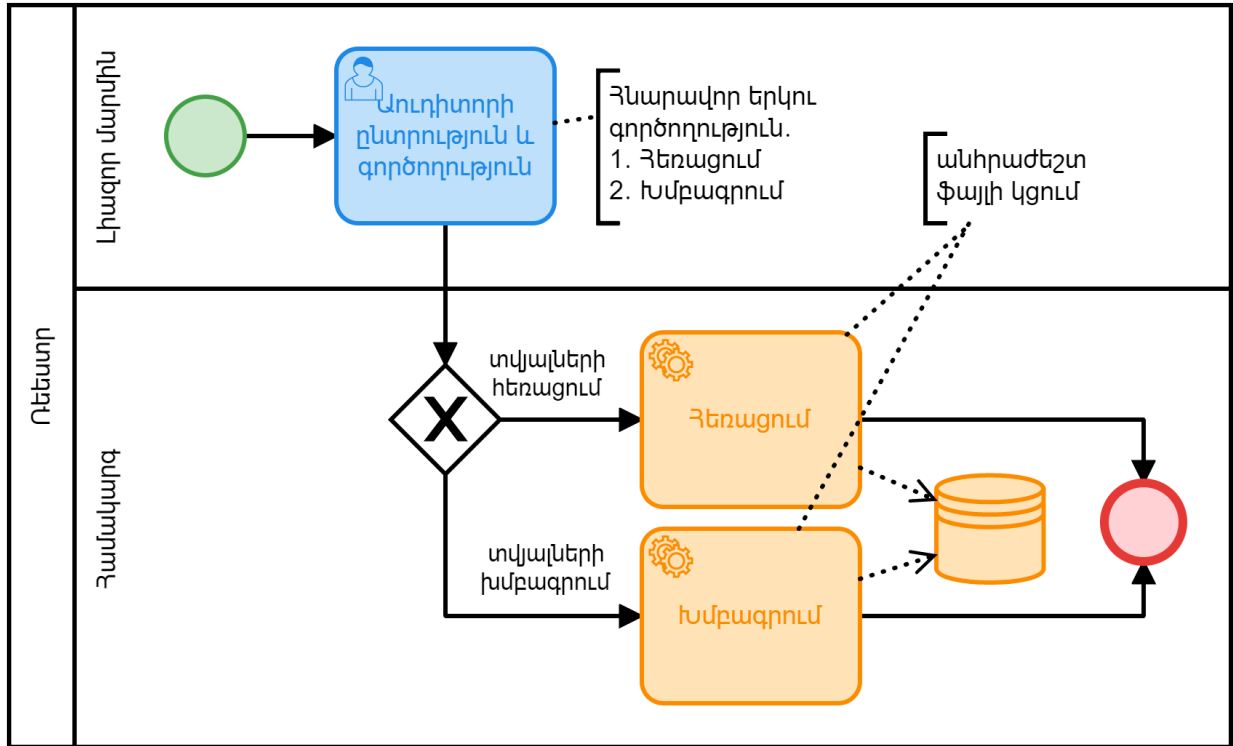 Ռեեստր
Լիազոր մարմին
Աուդիտորի
ընտրություն և
գործողություն
Հնարավոր երկու
գործողություն.
1. Հեռացում
2. Խմբագրում
անհրաժեշտ
ֆայլի կցում
Համակարգ
տվյալների
հեռացում
Հեռացում
տվյալների
խմբագրում
Խմբագրում